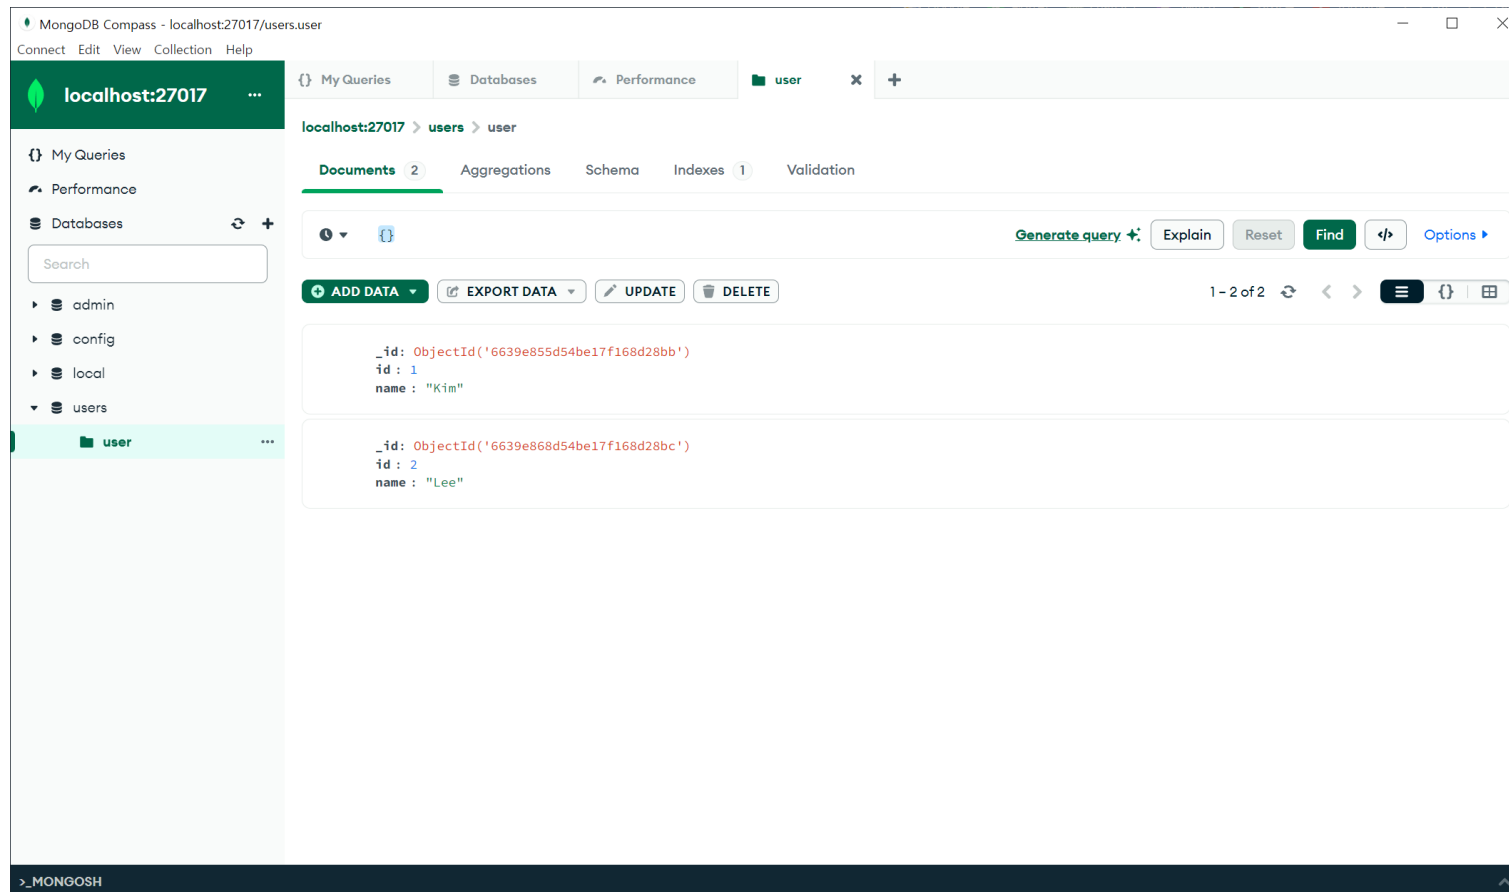 MongoDB Compass - localhost:27017/users.user
Connect Edit View Collection Help
localhost:27017
{} My Queries
Performance
Databases
Search
admin
config
local
users
user
{} My Queries
Databases
Performance
user
localhost:27017 > users > user
Documents 2
Aggregations
Schema
Indexes 1
Validation
{}
Generate query
Explain
Reset
Find
</>
Options
ADD DATA
EXPORT DATA
UPDATE
DELETE
1 – 2 of 2
{}
_id: ObjectId('6639e855d54be17f168d28bb')
id : 1
name : "Kim"
_id: ObjectId('6639e868d54be17f168d28bc')
id : 2
name : "Lee"
>_MONGOSH